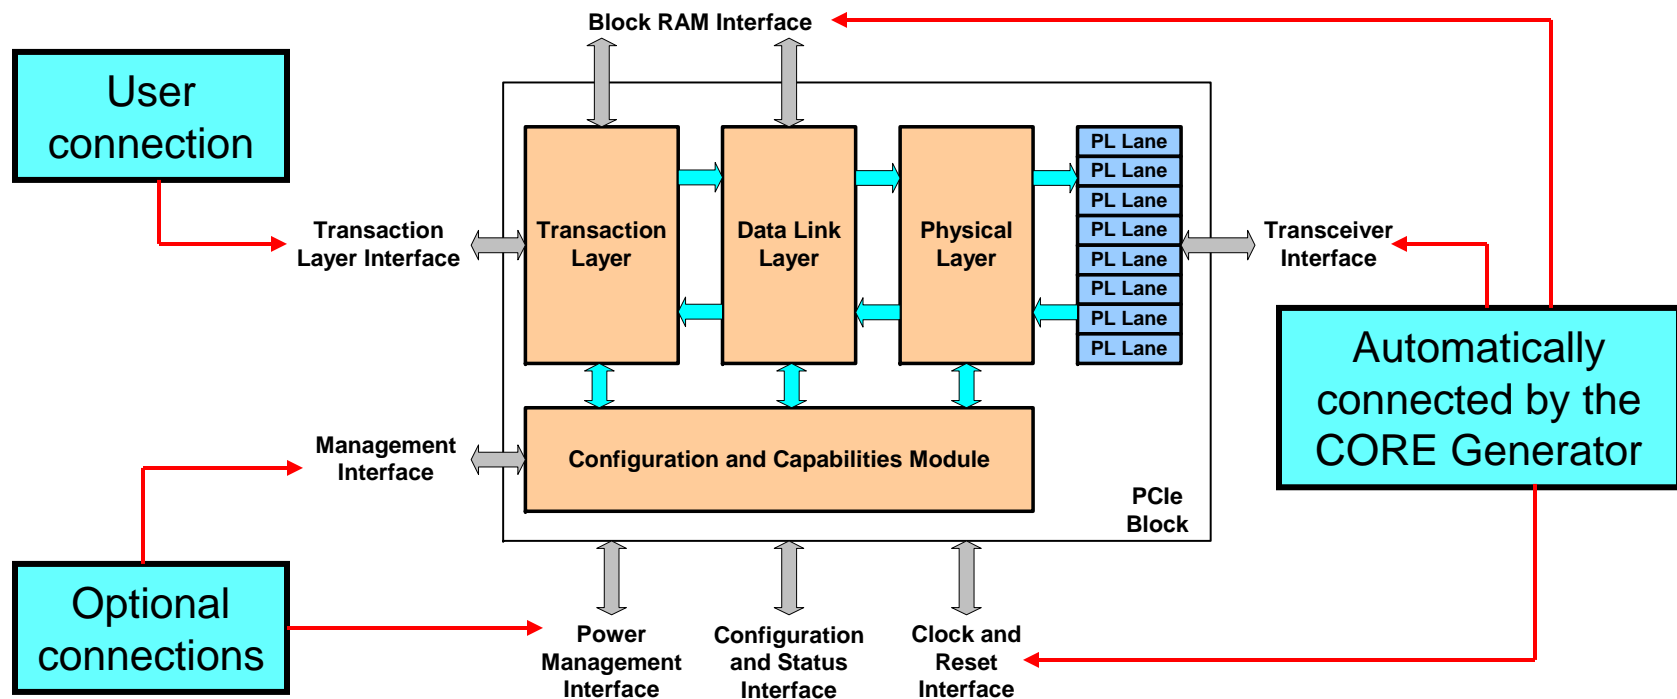 Block RAM Interface
User
connection
PL Lane
PL Lane
PL Lane
PL Lane
PL Lane
PL Lane
PL Lane
PL Lane
Transaction
Layer Interface
Transaction
Layer
Data Link
Layer
Physical
Layer
Transceiver
Interface
Automatically
connected by the
CORE Generator
Management
Interface
Configuration and Capabilities Module
PCIe
Block
Optional
connections
Power
Management
Interface
Configuration
and Status
Interface
Clock and
Reset
Interface